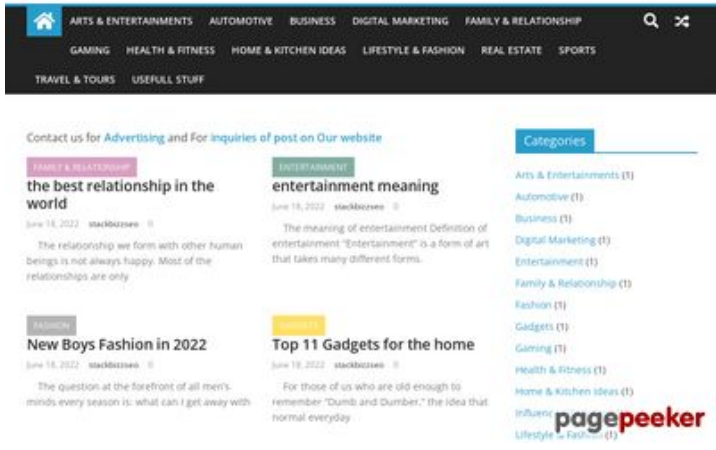 ARTS & ENTERTAINMENTS AUTOMOTIVE BUSINESS DIGITAL MARKETING FAMILY & RELATIONSHIP
GAMING HEALTH & FITNESS HOME & KITCHEN IDEAS LIFESTYLE & FASHION REAL ESTATE SPORTS
TRAVEL & TOURS USEFULL STUFF
Contact us for Advertising and For inquiries of post on Our website
FAMILY & RELATIONSHIP
the best relationship in the
world
June 18, 2022 stackbizzseo 0
The relationship we form with other human
beings is not always happy. Most of the
relationships are only
ENTERTAINMENT
entertainment meaning
June 18, 2022 stackbizzseo 0
The meaning of entertainment Definition of
entertainment "Entertainment" is a form of art
that takes many different forms.
FASHION
New Boys Fashion in 2022
June 18, 2022 stackbizzseo 0
The question at the forefront of all men's
minds every season is: what can I get away with
GADGETS
Top 11 Gadgets for the home
June 18, 2022 stackbizzseo 0
For those of us who are old enough to
remember "Dumb and Dumber," the idea that
normal everyday
Categories
Arts & Entertainments (1)
Automotive (1)
Business (1)
Digital Marketing (1)
Entertainment (1)
Family & Relationship (1)
Fashion (1)
Gadgets (1)
Gaming (1)
Health & Fitness (1)
Home & Kitchen Ideas (1)
Lifestyle & Fashion (1)
pagepeeker